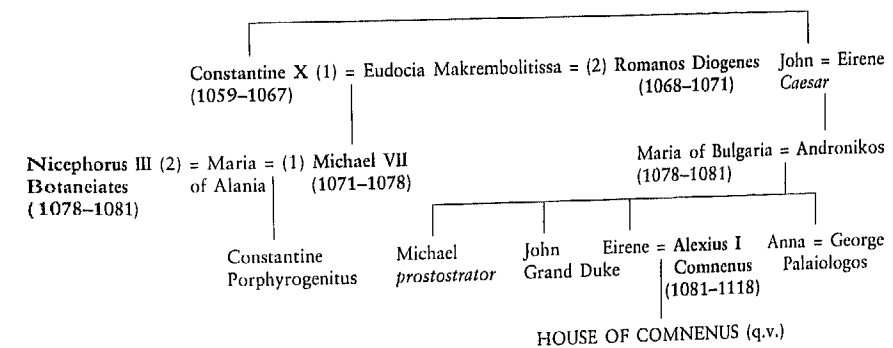 Constantine X (1) = Eudocia Makrembolitissa = (2) Romanos Diogenes John = Eirene
(1059–1067) (1068–1071) Caesar
Nicephorus III (2) = Maria = (1) Michael VII Maria of Bulgaria = Andronikos
Botanciates of Alania (1071–1078) (1078–1081)
(1078–1081)
Constantine Michael John Eirene = Alexius I Anna = George
Porphyrogenitus prostostrator Grand Duke Comnenus Palaiologos
(1081–1118)
HOUSE OF COMNENUS (q.v.)